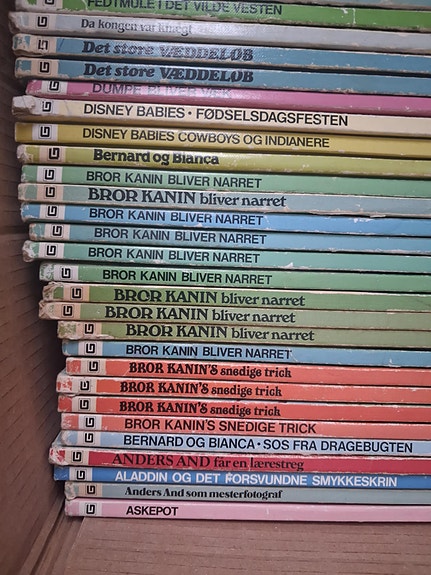 FEDTMULE I DET VILDE VESTEN
Da kongen var knægt
Det store VÆDDELØB
Det store VÆDDELØB
DUMPE BLIVER VÆK
DISNEY BABIES • FØDSELSDAGSFESTEN
DISNEY BABIES COWBOYS OG INDIANERE
Bernard og Bianca
BROR KANIN BLIVER NARRET
BROR KANIN bliver narret
BROR KANIN BLIVER NARRET
BROR KANIN BLIVER NARRET
BROR KANIN BLIVER NARRET
BROR KANIN BLIVER NARRET
BROR KANIN bliver narret
BROR KANIN bliver narret
BROR KANIN bliver narret
BROR KANIN BLIVER NARRET
BROR KANIN'S snedige trick
BROR KANIN'S snedige trick
BROR KANIN'S snedige trick
BROR KANIN'S SNEDIGE TRICK
BERNARD OG BIANCA • SOS FRA DRAGEBUGTEN
ANDERS AND får en lærestreg
ALADDIN OG DET FORSVUNDNE SMYKKESKRIN
Anders And som mesterfotograf
ASKEPOT